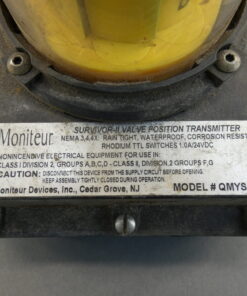 Moniteur
SURVIVOR-II VALVE POSITION TRANSMITTER
NEMA 3,4,4X, RAIN TIGHT, WATERPROOF, CORROSION RESIST
RHODIUM TTL SWITCHES 1.0A/24VDC
NONINCENDIVE ELECTRICAL EQUIPMENT FOR USE IN:
CLASS I DIVISION 2, GROUPS A,B,C,D - CLASS II, DIVISION 2 GROUPS F,G
CAUTION: DISCONNECT THIS DEVICE FROM THE SUPPLY CIRCUIT BEFORE OPENING.
KEEP ASSEMBLY TIGHTLY CLOSED DURING OPERATION.
Moniteur Devices, Inc., Cedar Grove, NJ
MODEL # QMYS